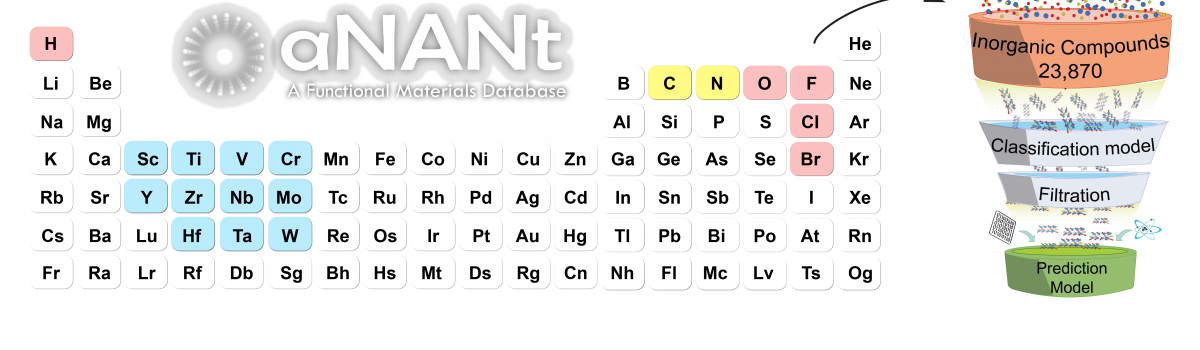 aNANt
A Functional Materials Database
H He
Li Be B C N O F Ne
Na Mg Al Si P S Cl Ar
K Ca Sc Ti V Cr Mn Fe Co Ni Cu Zn Ga Ge As Se Br Kr
Rb Sr Y Zr Nb Mo Tc Ru Rh Pd Ag Cd In Sn Sb Te I Xe
Cs Ba Lu Hf Ta W Re Os Ir Pt Au Hg Tl Pb Bi Po At Rn
Fr Ra Lr Rf Db Sg Bh Hs Mt Ds Rg Cn Nh Fl Mc Lv Ts Og
Inorganic Compounds
23,870
Classification model
Filtration
Prediction
Model